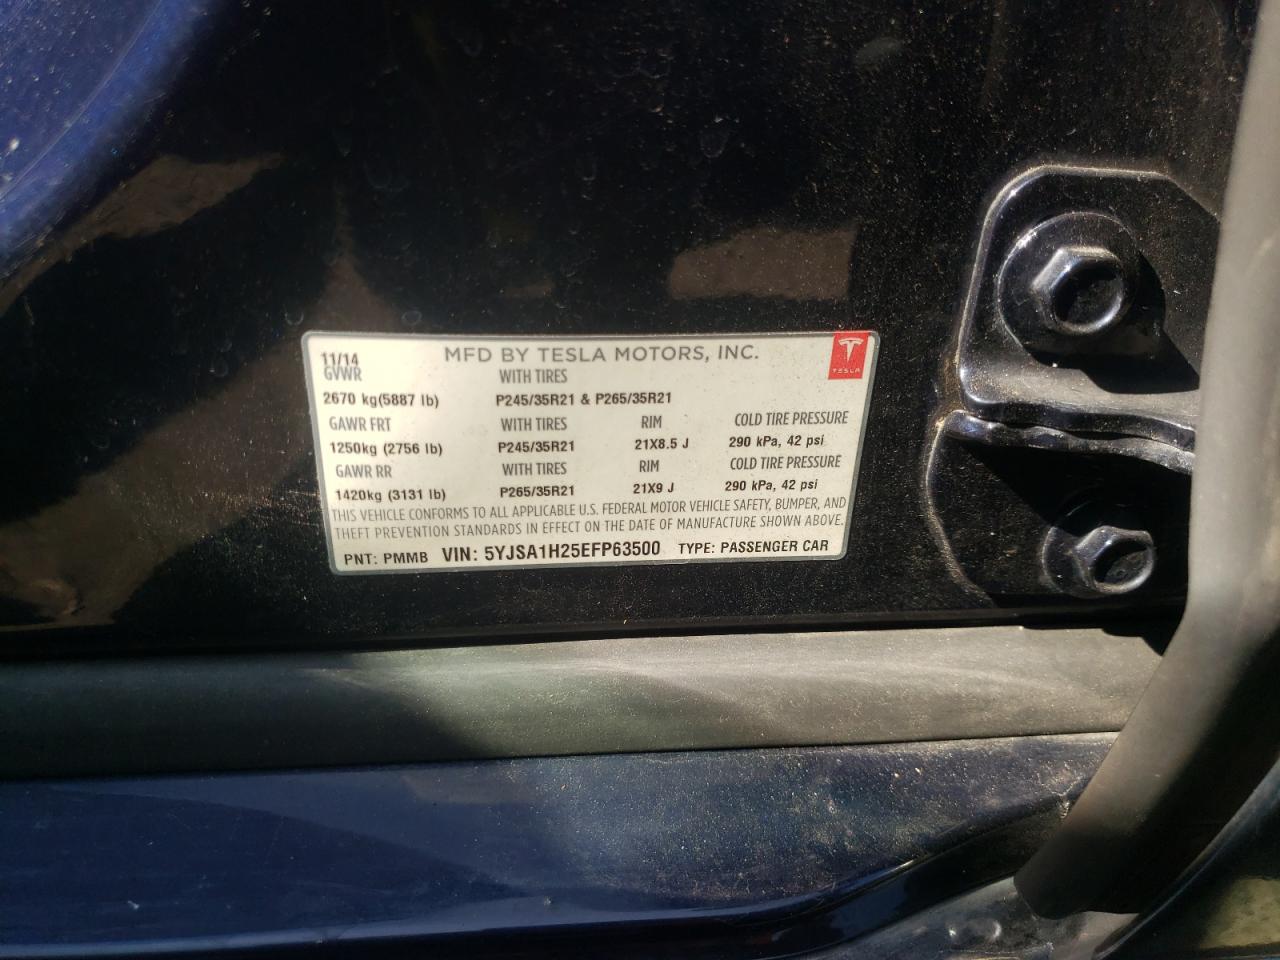 11/14 MFD BY TESLA MOTORS, INC. TESLA
GVWR WITH TIRES
2670 kg(5887 lb) P245/35R21 & P265/35R21
GAWR FRT WITH TIRES RIM COLD TIRE PRESSURE
1250kg (2756 lb) P245/35R21 21X8.5 J 290 kPa, 42 psi
GAWR RR WITH TIRES RIM COLD TIRE PRESSURE
1420kg (3131 lb) P265/35R21 21X9 J 290 kPa, 42 psi
THIS VEHICLE CONFORMS TO ALL APPLICABLE U.S. FEDERAL MOTOR VEHICLE SAFETY, BUMPER, AND
THEFT PREVENTION STANDARDS IN EFFECT ON THE DATE OF MANUFACTURE SHOWN ABOVE.
PNT: PMMB VIN: 5YJSA1H25EFP63500 TYPE: PASSENGER CAR